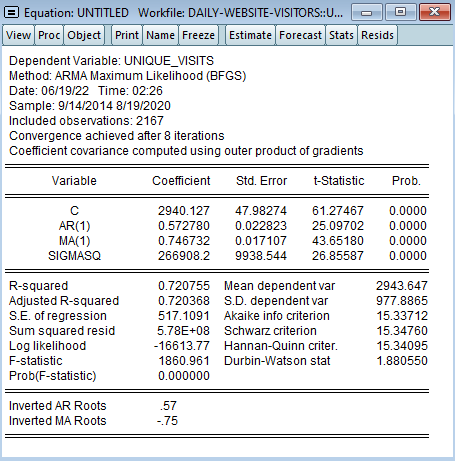 Equation: UNTITLED Workfile: DAILY-WEBSITE-VISITORS::U...
View Proc Object Print Name Freeze Estimate Forecast Stats Resids
Dependent Variable: UNIQUE_VISITS
Method: ARMA Maximum Likelihood (BFGS)
Date: 06/19/22 Time: 02:26
Sample: 9/14/2014 8/19/2020
Included observations: 2167
Convergence achieved after 8 iterations
Coefficient covariance computed using outer product of gradients
Variable Coefficient Std. Error t-Statistic Prob.
C 2940.127 47.98274 61.27467 0.0000
AR(1) 0.572780 0.022823 25.09702 0.0000
MA(1) 0.746732 0.017107 43.65180 0.0000
SIGMASQ 266908.2 9938.544 26.85587 0.0000
R-squared 0.720755 Mean dependent var 2943.647
Adjusted R-squared 0.720368 S.D. dependent var 977.8865
S.E. of regression 517.1091 Akaike info criterion 15.33712
Sum squared resid 5.78E+08 Schwarz criterion 15.34760
Log likelihood -16613.77 Hannan-Quinn criter. 15.34095
F-statistic 1860.961 Durbin-Watson stat 1.880550
Prob(F-statistic) 0.000000
Inverted AR Roots .57
Inverted MA Roots -.75